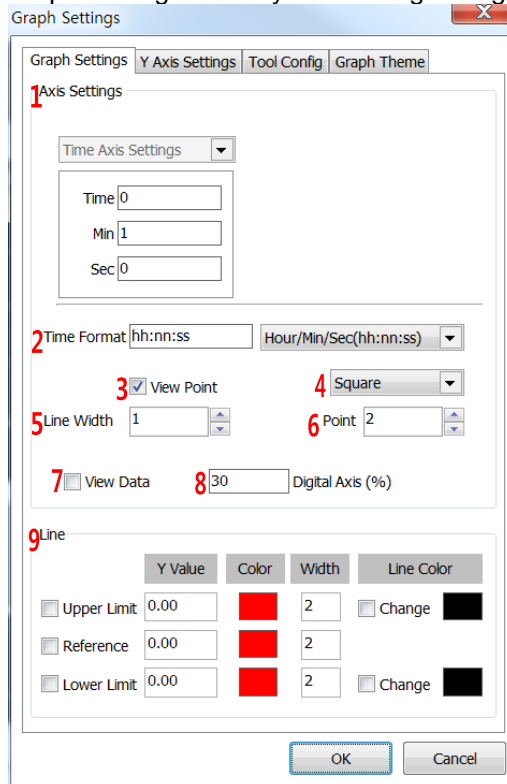 Graph Settings
Graph Settings Y Axis Settings Tool Config Graph Theme
1 Axis Settings
Time Axis Settings
Time 0
Min 1
Sec 0
2 Time Format hh:nn:ss Hour/Min/Sec(hh:nn:ss)
3 View Point 4 Square
5 Line Width 1 6 Point 2
7 View Data 8 30 Digital Axis (%)
9 Line
Y Value Color Width Line Color
Upper Limit 0.00 2 Change
Reference 0.00 2
Lower Limit 0.00 2 Change
OK Cancel